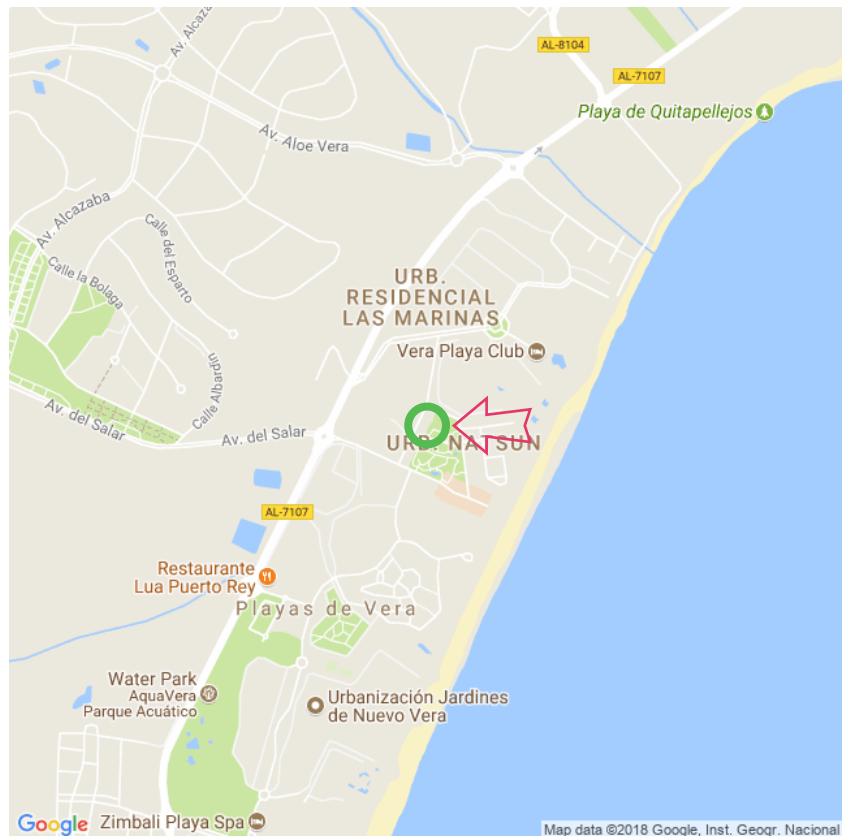 Av. Alcazaba
AL-8104
AL-7107
Playa de Quitapellejos
Av. Aloe Vera
Av. Alcazaba
Calle del Esparto
Calle la Bolaga
URB.
RESIDENCIAL
LAS MARINAS
Vera Playa Club
Calle Albardin
Av. del Salar
Av. del Salar
URB. NATSUN
AL-7107
Restaurante
Lua Puerto Rey
Playas de Vera
Water Park
AquaVera
Parque Acuático
Urbanización Jardines
de Nuevo Vera
Google
Zimbali Playa Spa
Map data ©2018 Google, Inst. Geogr. Nacional